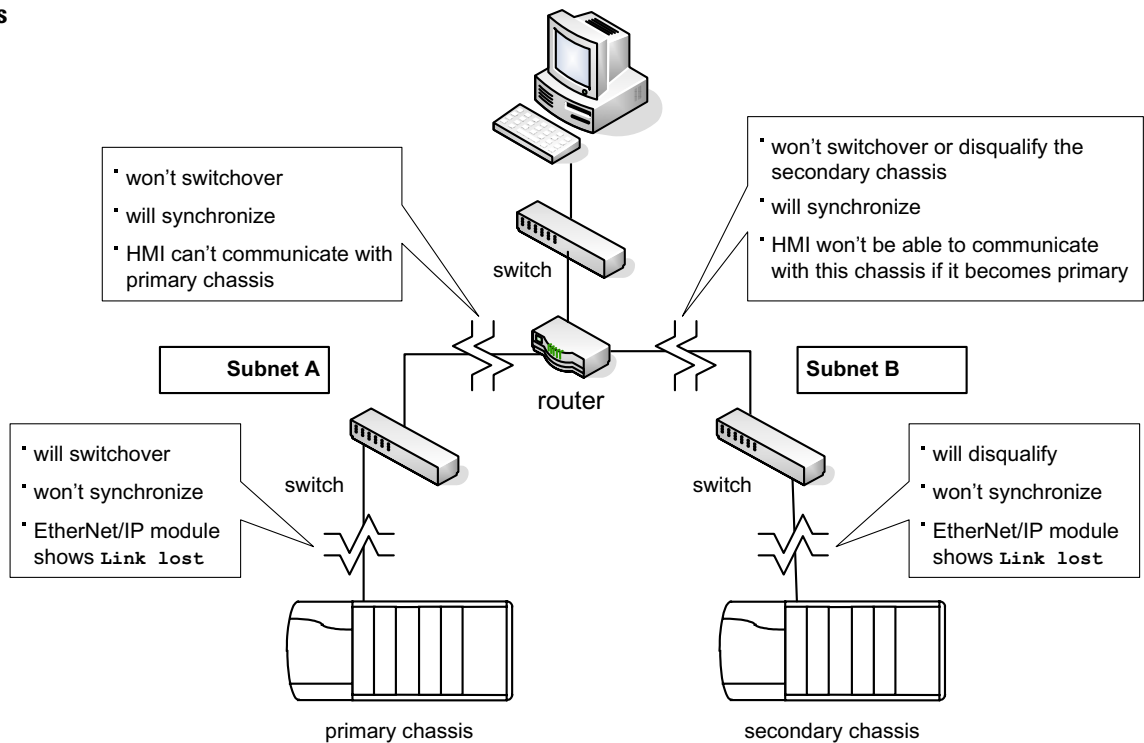 s
▪ won't switchover
▪ will synchronize
▪ HMI can't communicate with
primary chassis
▪ won't switchover or disqualify the
secondary chassis
▪ will synchronize
▪ HMI won't be able to communicate
with this chassis if it becomes primary
switch
Subnet A
router
Subnet B
▪ will switchover
▪ won't synchronize
▪ EtherNet/IP module
shows Link lost
switch
switch
▪ will disqualify
▪ won't synchronize
▪ EtherNet/IP module
shows Link lost
primary chassis
secondary chassis